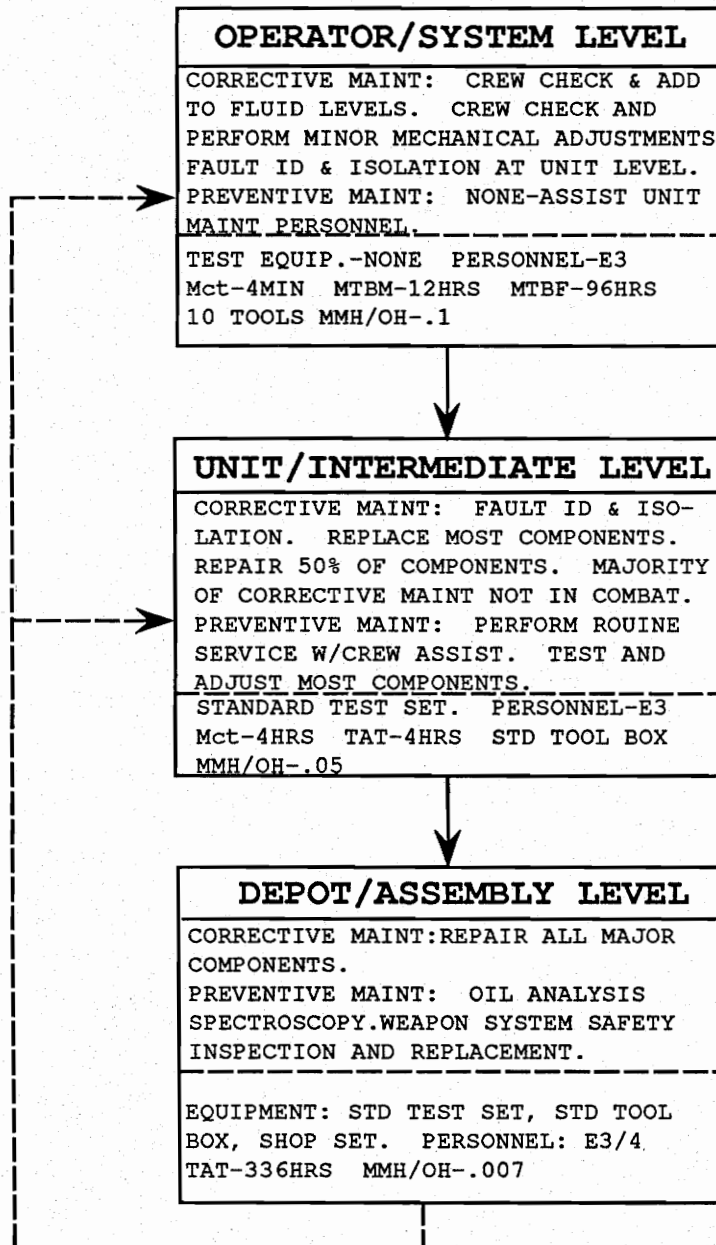 OPERATOR/SYSTEM LEVEL
CORRECTIVE MAINT: CREW CHECK & ADD
TO FLUID LEVELS. CREW CHECK AND
PERFORM MINOR MECHANICAL ADJUSTMENTS
FAULT ID & ISOLATION AT UNIT LEVEL.
PREVENTIVE MAINT: NONE-ASSIST UNIT
MAINT PERSONNEL.
TEST EQUIP.-NONE PERSONNEL-E3
Mct-4MIN MTBM-12HRS MTBF-96HRS
10 TOOLS MMH/OH-.1
UNIT/INTERMEDIATE LEVEL
CORRECTIVE MAINT: FAULT ID & ISO-
LATION. REPLACE MOST COMPONENTS.
REPAIR 50% OF COMPONENTS. MAJORITY
OF CORRECTIVE MAINT NOT IN COMBAT.
PREVENTIVE MAINT: PERFORM ROUINE
SERVICE W/CREW ASSIST. TEST AND
ADJUST MOST COMPONENTS.
STANDARD TEST SET. PERSONNEL-E3
Mct-4HRS TAT-4HRS STD TOOL BOX
MMH/OH-.05
DEPOT/ASSEMBLY LEVEL
CORRECTIVE MAINT:REPAIR ALL MAJOR
COMPONENTS.
PREVENTIVE MAINT: OIL ANALYSIS
SPECTROSCOPY.WEAPON SYSTEM SAFETY
INSPECTION AND REPLACEMENT.
EQUIPMENT: STD TEST SET, STD TOOL
BOX, SHOP SET. PERSONNEL: E3/4
TAT-336HRS MMH/OH-.007